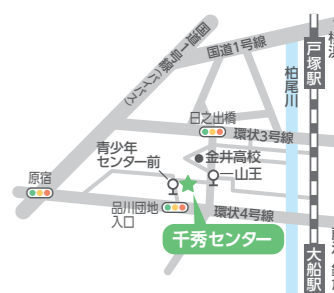 国道1号線
(バイパス)
国道1号線
戸塚駅
柏尾川
日之出橋
環状3号線
青少年
センター前
金井高校
山王
原宿
品川団地
入口
環状4号線
千秀センター
大船駅